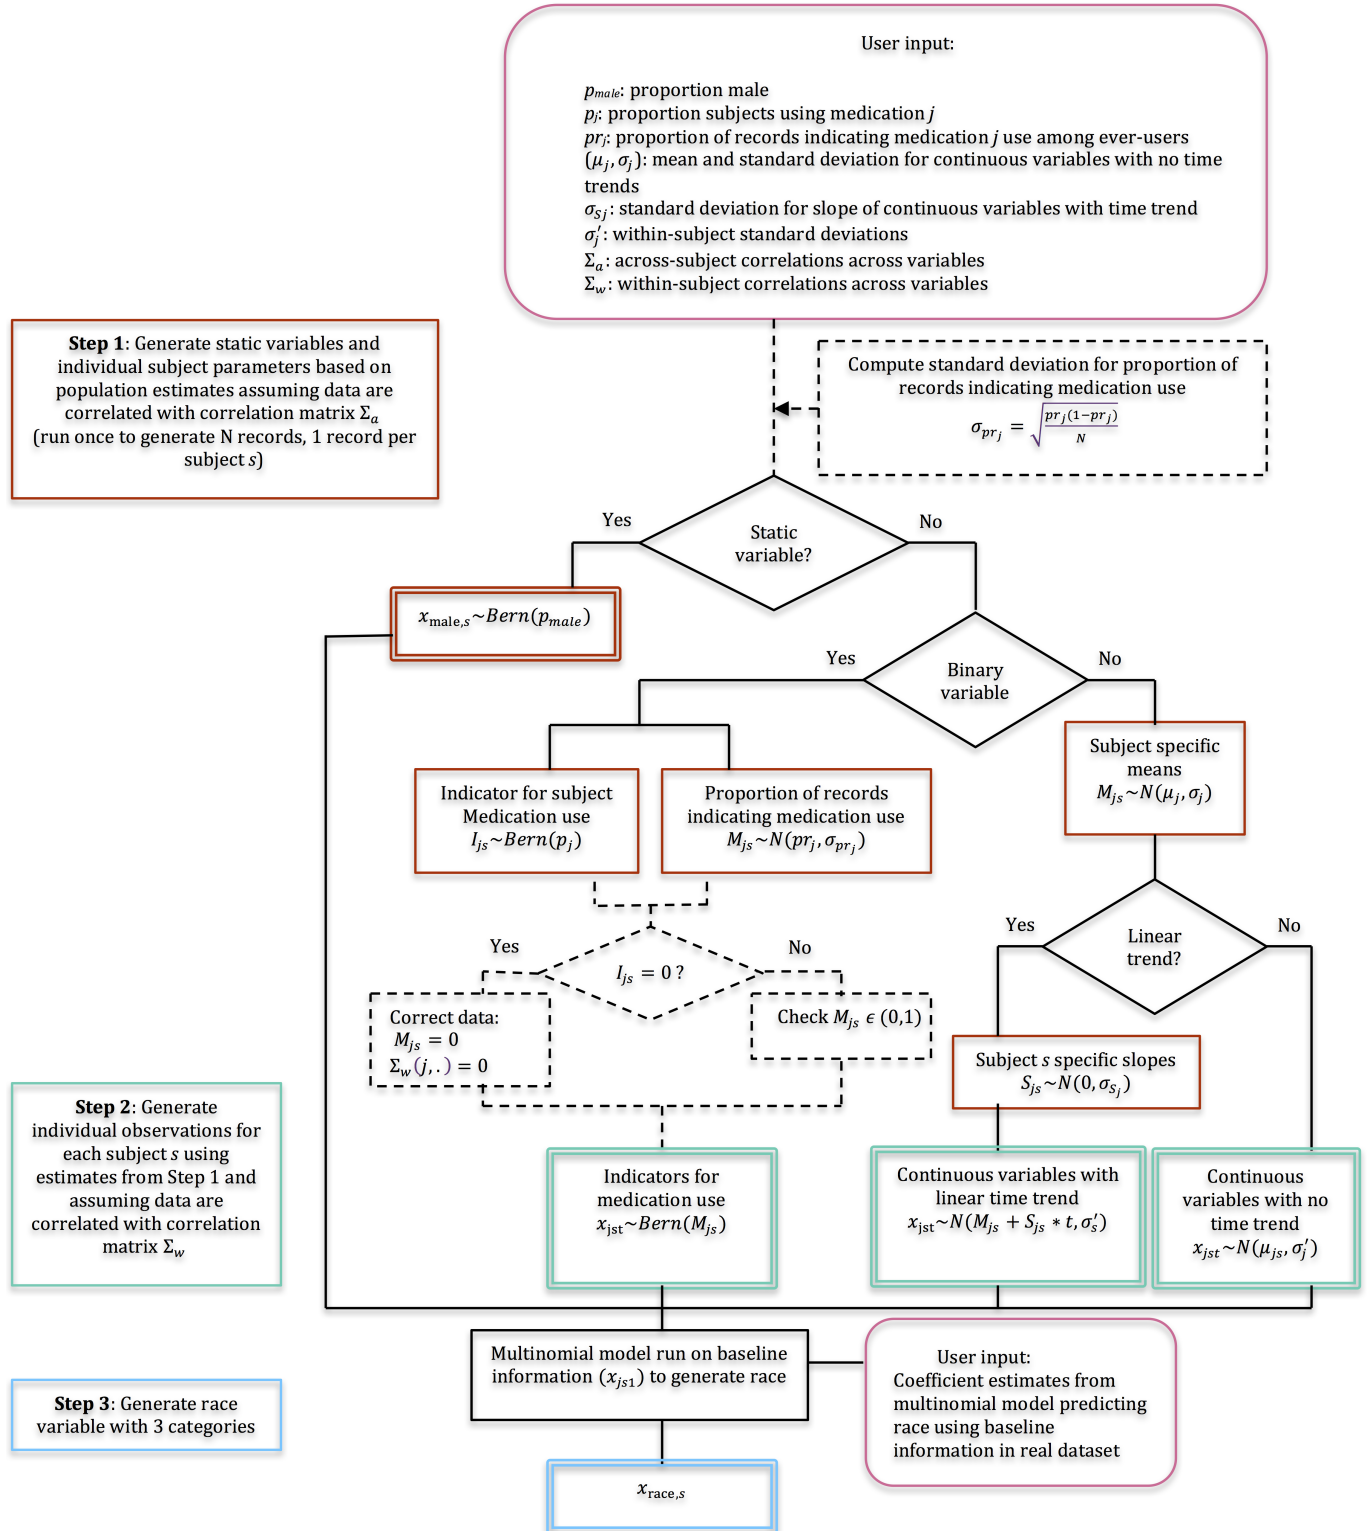 User input:
p_male: proportion male
p_j: proportion subjects using medication j
pr_j: proportion of records indicating medication j use among ever-users
(μ_j, σ_j): mean and standard deviation for continuous variables with no time
trends
σ_Sj: standard deviation for slope of continuous variables with time trend
σ′_j: within-subject standard deviations
Σ_a: across-subject correlations across variables
Σ_w: within-subject correlations across variables
Step 1: Generate static variables and
individual subject parameters based on
population estimates assuming data are
correlated with correlation matrix Σ_a
(run once to generate N records, 1 record per
subject s)
Compute standard deviation for proportion of
records indicating medication use
σ_pr_j = √(pr_j(1−pr_j)/N)
Yes
Static
variable?
No
x_male,s~Bern(p_male)
Yes
Binary
variable
No
Subject specific
means
M_js~N(μ_j, σ_j)
Indicator for subject
Medication use
I_js~Bern(p_j)
Proportion of records
indicating medication use
M_js~N(pr_j, σ_pr_j)
Yes
I_js = 0 ?
No
Yes
Linear
trend?
No
Correct data:
M_js = 0
Σ_w(j, . ) = 0
Check M_js ϵ (0,1)
Subject s specific slopes
S_js~N(0, σ_S_j)
Step 2: Generate
individual observations for
each subject s using
estimates from Step 1 and
assuming data are
correlated with correlation
matrix Σ_w
Indicators for
medication use
x_jst~Bern(M_js)
Continuous variables with
linear time trend
x_jst~N(M_js + S_js * t, σ′_s)
Continuous
variables with no
time trend
x_jst~N(μ_js, σ′_j)
Multinomial model run on baseline
information (x_js1) to generate race
User input:
Coefficient estimates from
multinomial model predicting
race using baseline
information in real dataset
Step 3: Generate race
variable with 3 categories
x_race,s